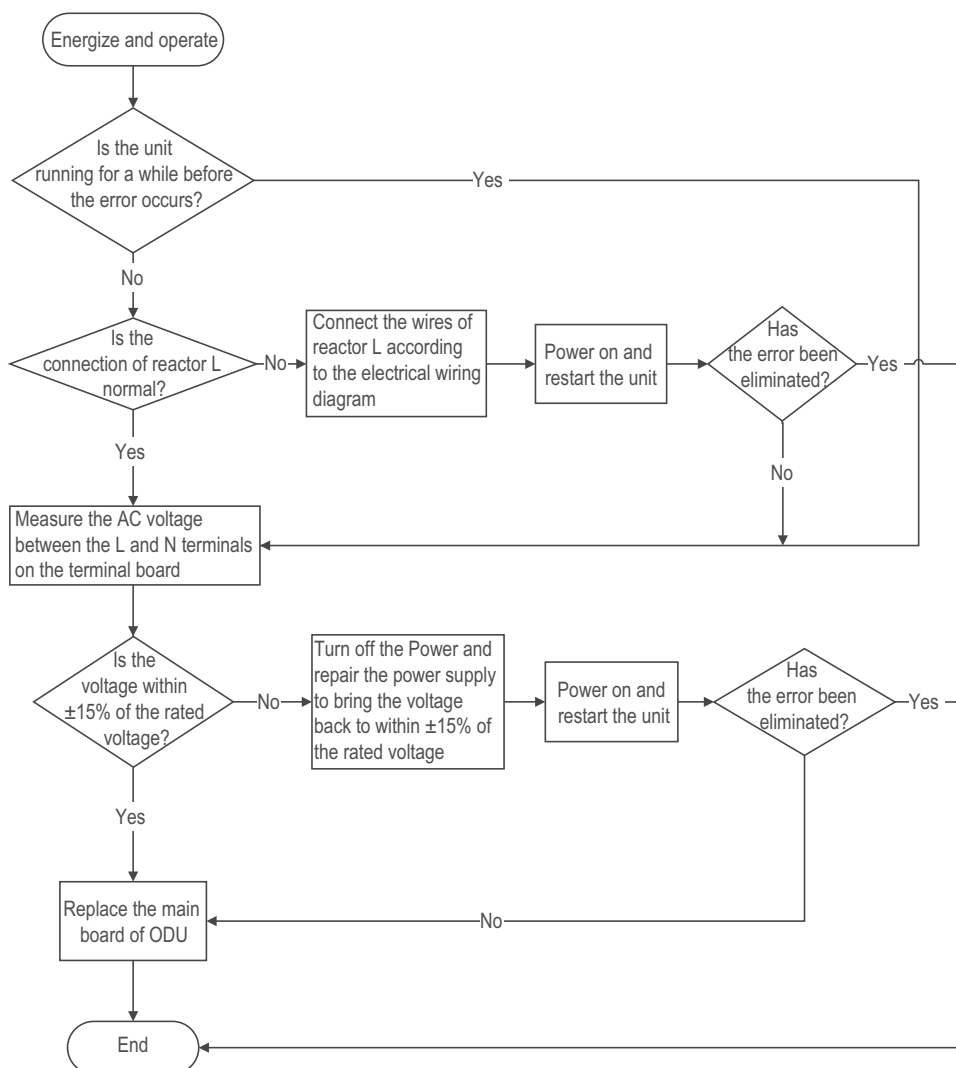 Energize and operate
Is the unit
running for a while before
the error occurs?
Yes
No
Is the
connection of reactor L
normal?
No
Connect the wires of
reactor L according
to the electrical wiring
diagram
Power on and
restart the unit
Has
the error been
eliminated?
Yes
Yes
No
Measure the AC voltage
between the L and N terminals
on the terminal board
Is the
voltage within
±15% of the rated
voltage?
No
Turn off the Power and
repair the power supply
to bring the voltage
back to within ±15% of
the rated voltage
Power on and
restart the unit
Has
the error been
eliminated?
Yes
Yes
Replace the main
board of ODU
No
End